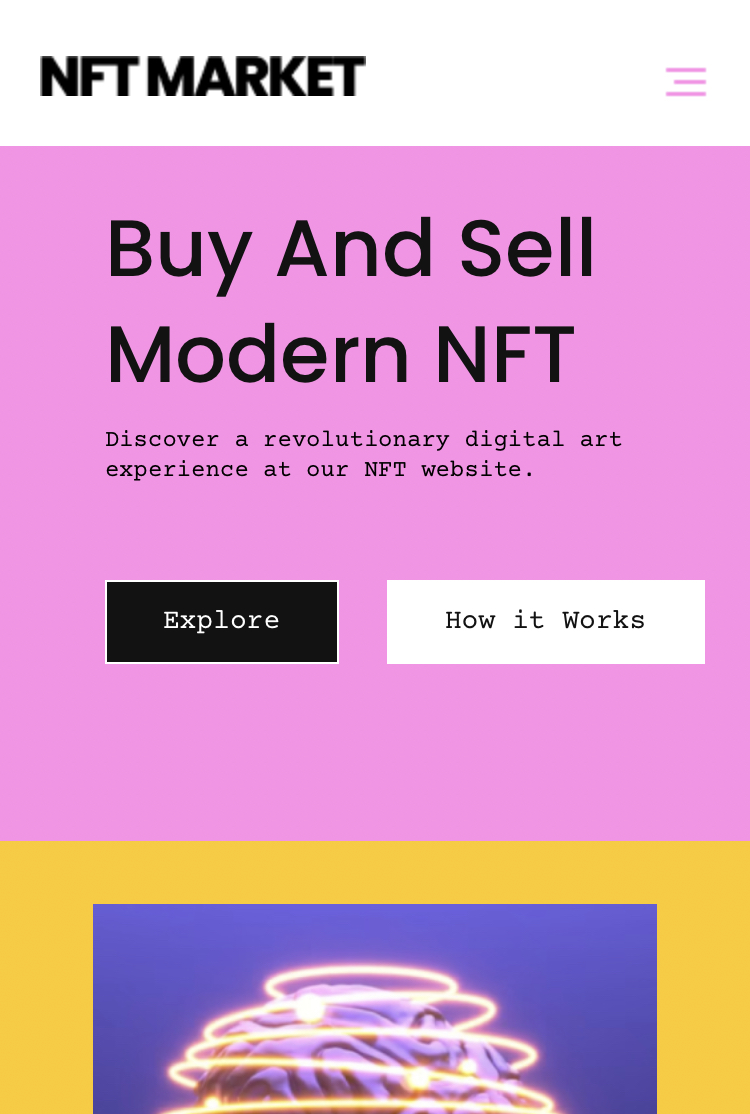 NFT MARKET
Buy And Sell
Modern NFT
Discover a revolutionary digital art
experience at our NFT website.
Explore
How it Works